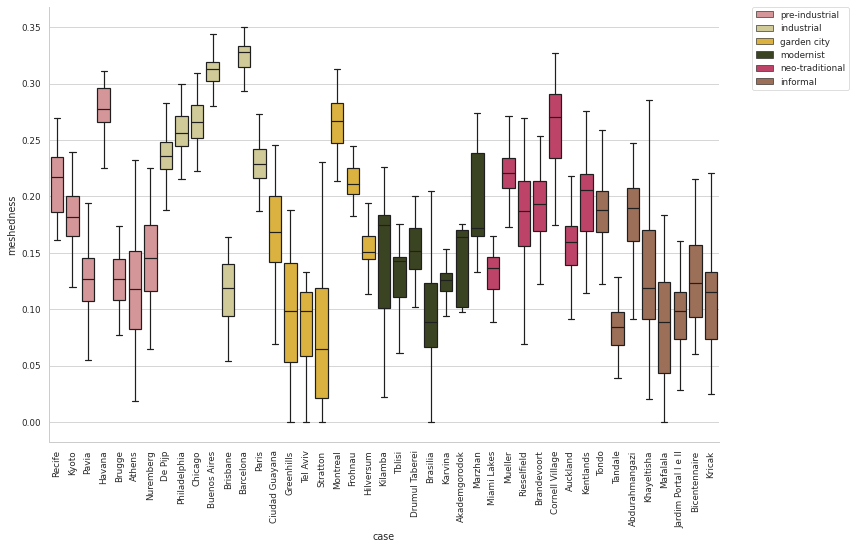 pre-industrial
industrial
garden city
modernist
neo-traditional
informal
meshedness
0.35
0.30
0.25
0.20
0.15
0.10
0.05
0.00
Recife
Kyoto
Pavia
Havana
Brugge
Athens
Nuremberg
De Pijp
Philadelphia
Chicago
Buenos Aires
Brisbane
Barcelona
Paris
Ciudad Guayana
Greenhills
Tel Aviv
Stratton
Montreal
Frohnau
Hilversum
Kilamba
Tblisi
Drumul Taberei
Brasilia
Karvina
Akademgorodok
Marzhan
Miami Lakes
Mueller
Rieselfield
Brandevoort
Cornell Village
Auckland
Kentlands
Tondo
Tandale
Abdurahmangazi
Khayeltisha
Mafalala
Jardim Portal I e II
Bicentennaire
Kricak
case